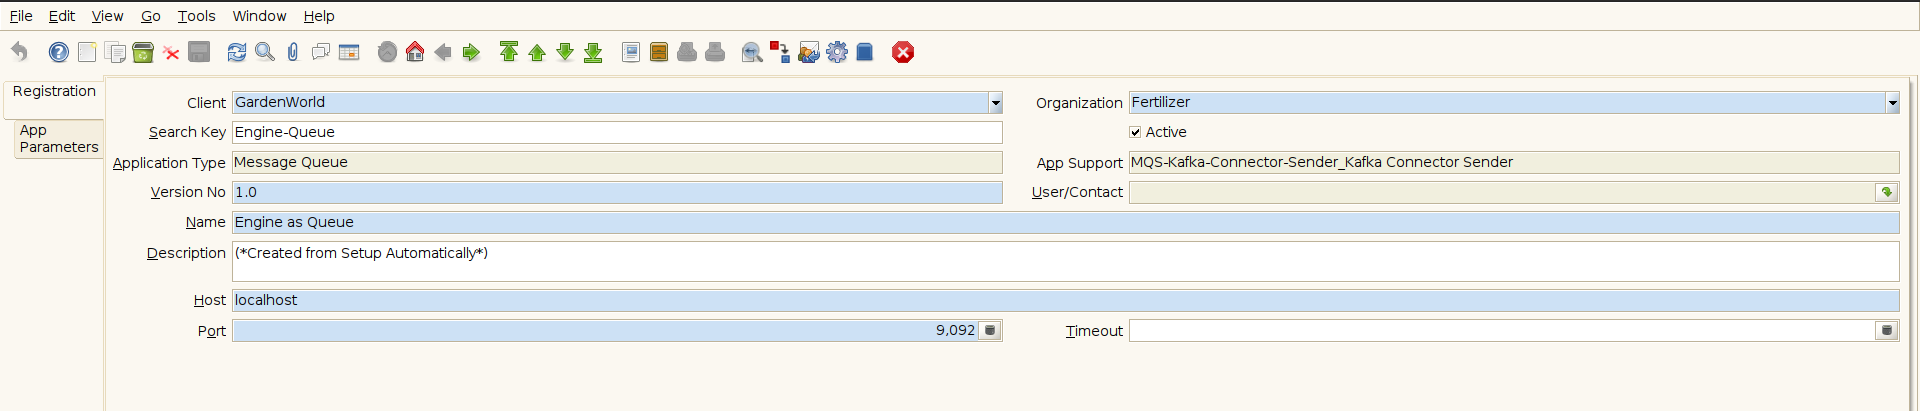 File Edit View Go Tools Window Help
Registration
App
Parameters
Client GardenWorld Organization Fertilizer
Search Key Engine-Queue Active
Application Type Message Queue App Support MQS-Kafka-Connector-Sender_Kafka Connector Sender
Version No 1.0 User/Contact
Name Engine as Queue
Description (*Created from Setup Automatically*)
Host localhost
Port 9,092 Timeout